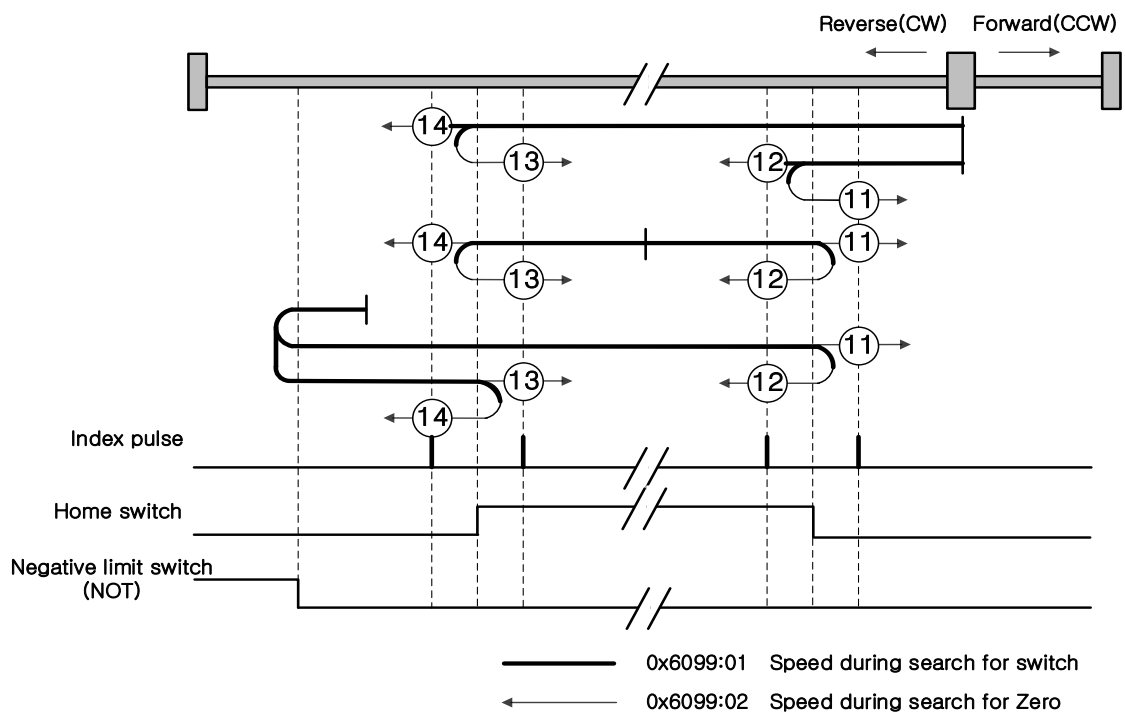 Reverse(CW) Forward(CCW)
14
13
12
11
14
11
13
12
11
13
12
14
Index pulse
Home switch
Negative limit switch
(NOT)
0x6099:01 Speed during search for switch
0x6099:02 Speed during search for Zero